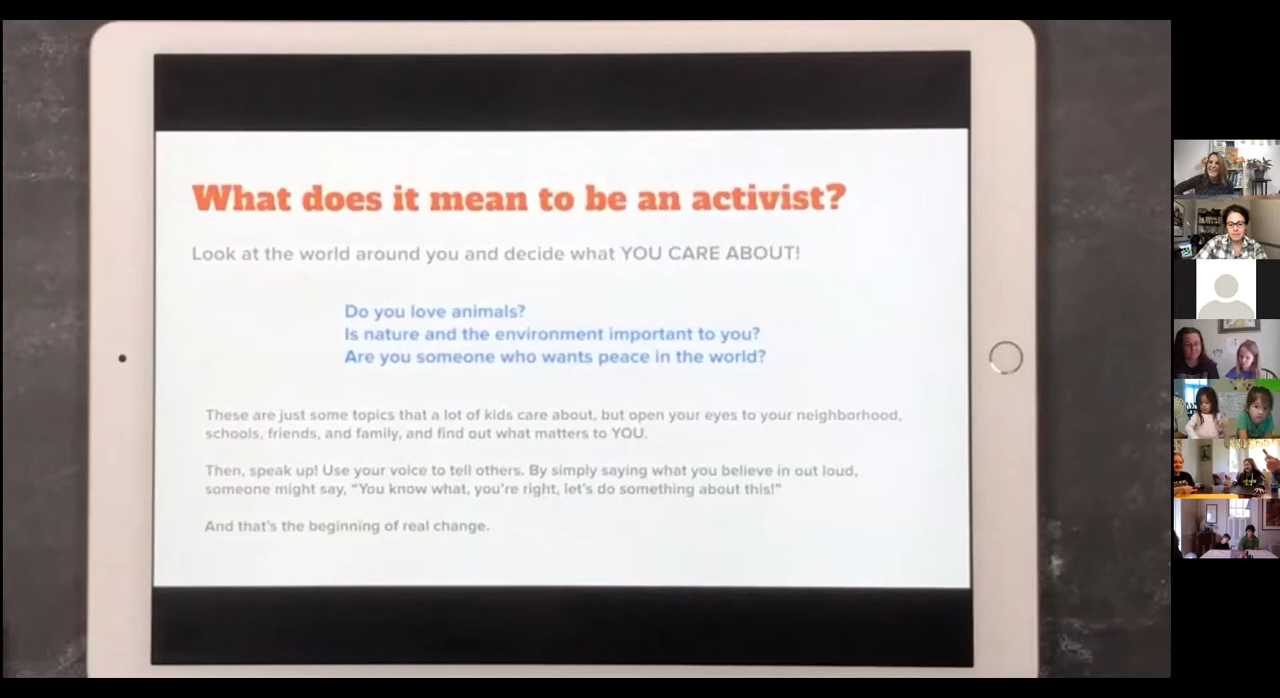 What does it mean to be an activist?
Look at the world around you and decide what YOU CARE ABOUT!
Do you love animals?
Is nature and the environment important to you?
Are you someone who wants peace in the world?
These are just some topics that a lot of kids care about, but open your eyes to your neighborhood,
schools, friends, and family, and find out what matters to YOU.
Then, speak up! Use your voice to tell others. By simply saying what you believe in out loud,
someone might say, “You know what, you're right, let's do something about this!”
And that's the beginning of real change.